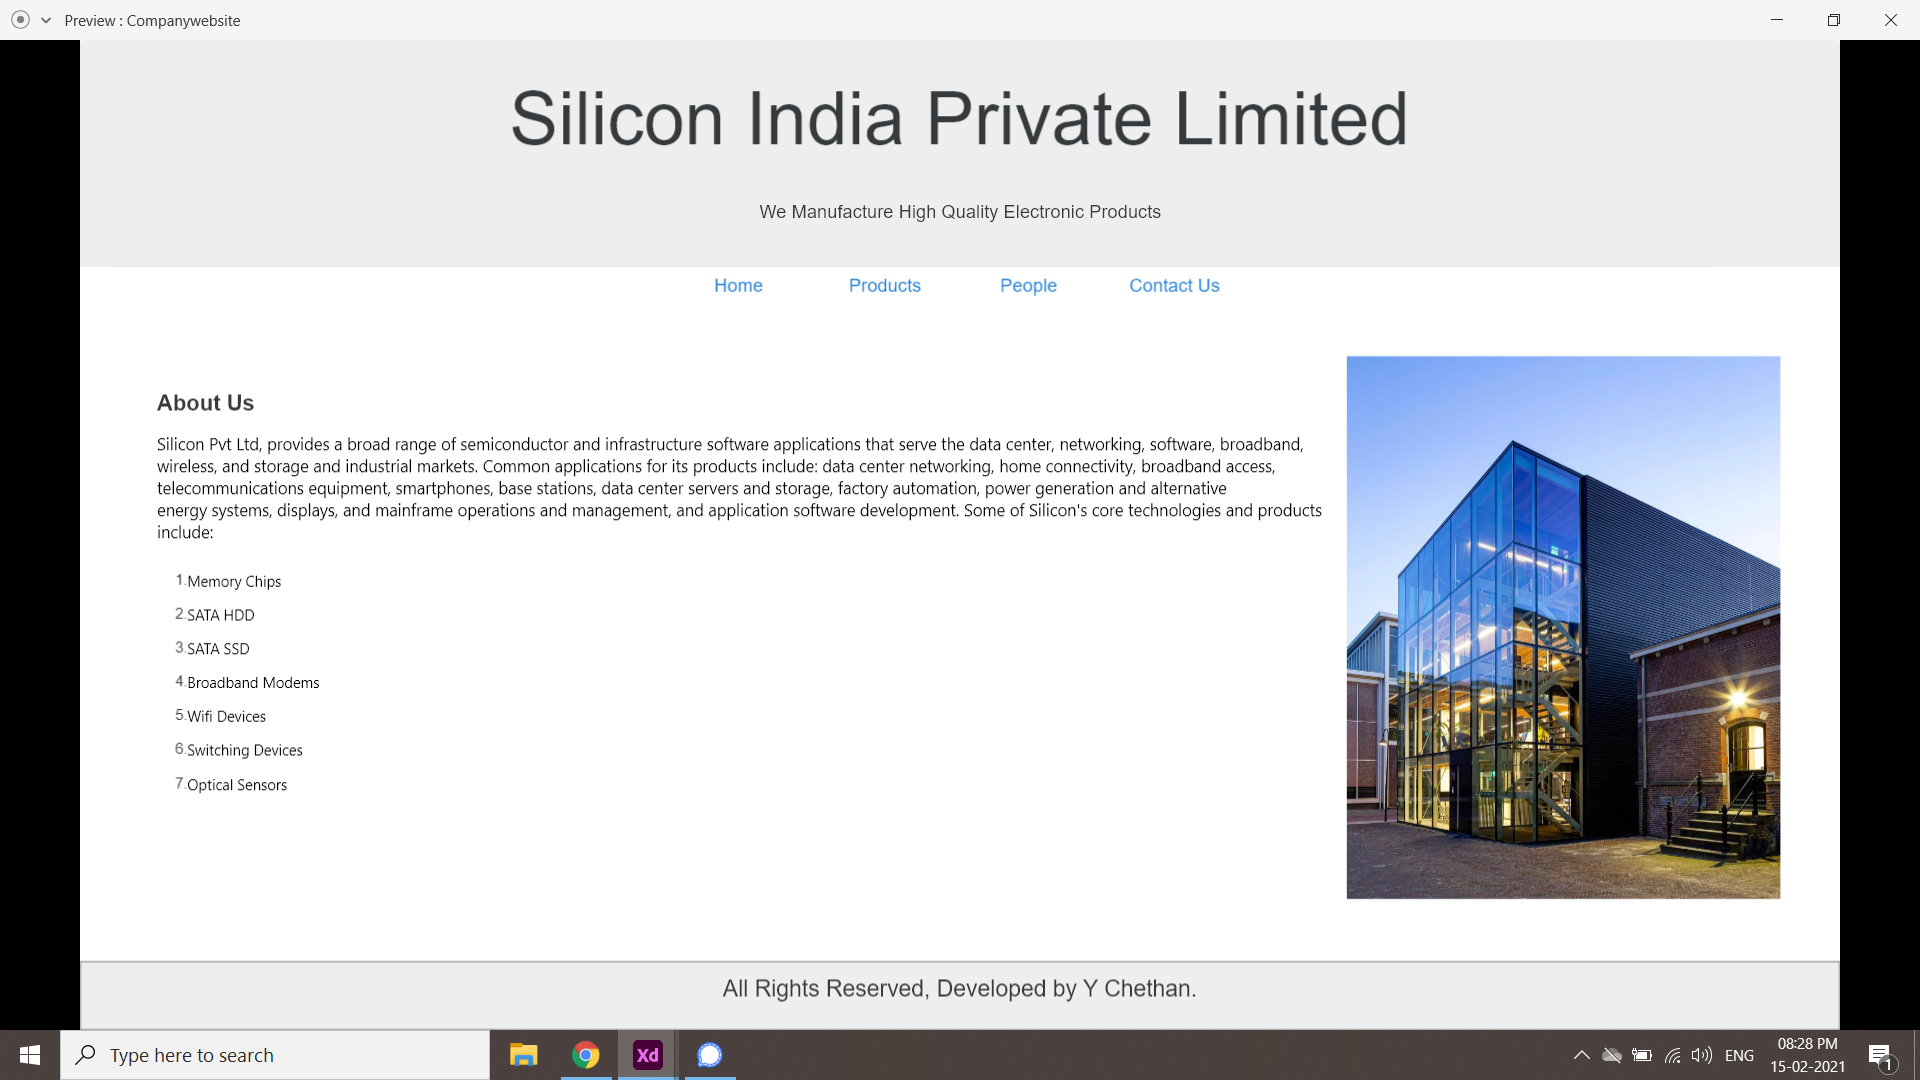 Preview : Companywebsite
Silicon India Private Limited
We Manufacture High Quality Electronic Products
Home Products People Contact Us
About Us
Silicon Pvt Ltd, provides a broad range of semiconductor and infrastructure software applications that serve the data center, networking, software, broadband,
wireless, and storage and industrial markets. Common applications for its products include: data center networking, home connectivity, broadband access,
telecommunications equipment, smartphones, base stations, data center servers and storage, factory automation, power generation and alternative
energy systems, displays, and mainframe operations and management, and application software development. Some of Silicon's core technologies and products
include:
1.Memory Chips
2.SATA HDD
3.SATA SSD
4.Broadband Modems
5.Wifi Devices
6.Switching Devices
7.Optical Sensors
All Rights Reserved, Developed by Y Chethan.
Type here to search
Xd
ENG
08:28 PM
15-02-2021
1